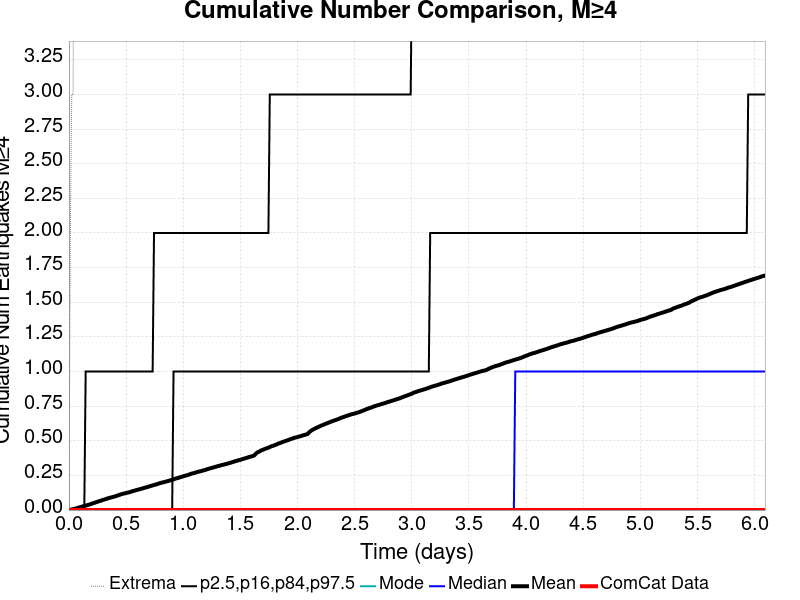 Cumulative Number Comparison, M≥4
Cumulative Num Earthquakes M≥4
3.25
3.00
2.75
2.50
2.25
2.00
1.75
1.50
1.25
1.00
0.75
0.50
0.25
0.00
0.0 0.5 1.0 1.5 2.0 2.5 3.0 3.5 4.0 4.5 5.0 5.5 6.0
Time (days)
Extrema p2.5,p16,p84,p97.5 Mode Median Mean ComCat Data